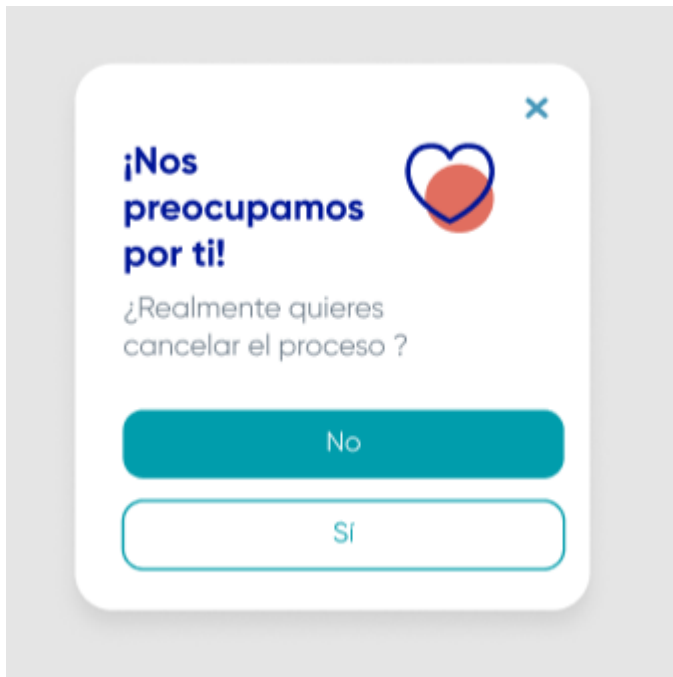 ¡Nos
preocupamos
por ti!
¿Realmente quieres
cancelar el proceso ?
No
Sí